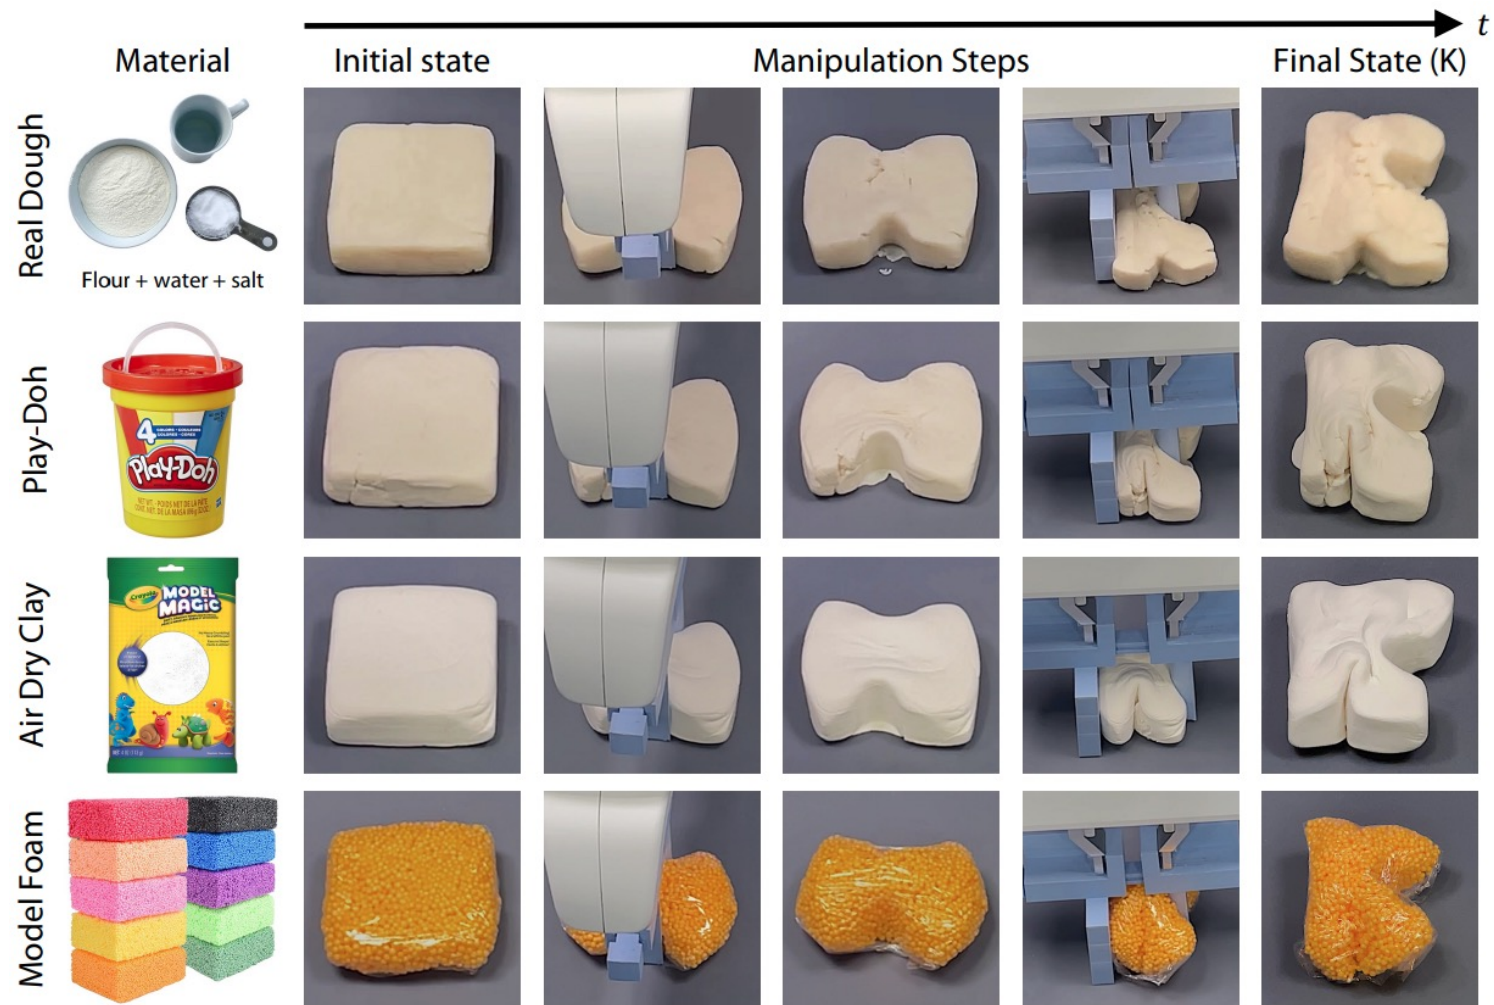 t
Material
Initial state
Manipulation Steps
Final State (K)
Real Dough
Flour + water + salt
Play-Doh
4
Play-Doh
Air Dry Clay
Crayola
MODEL
MAGIC
Model Foam